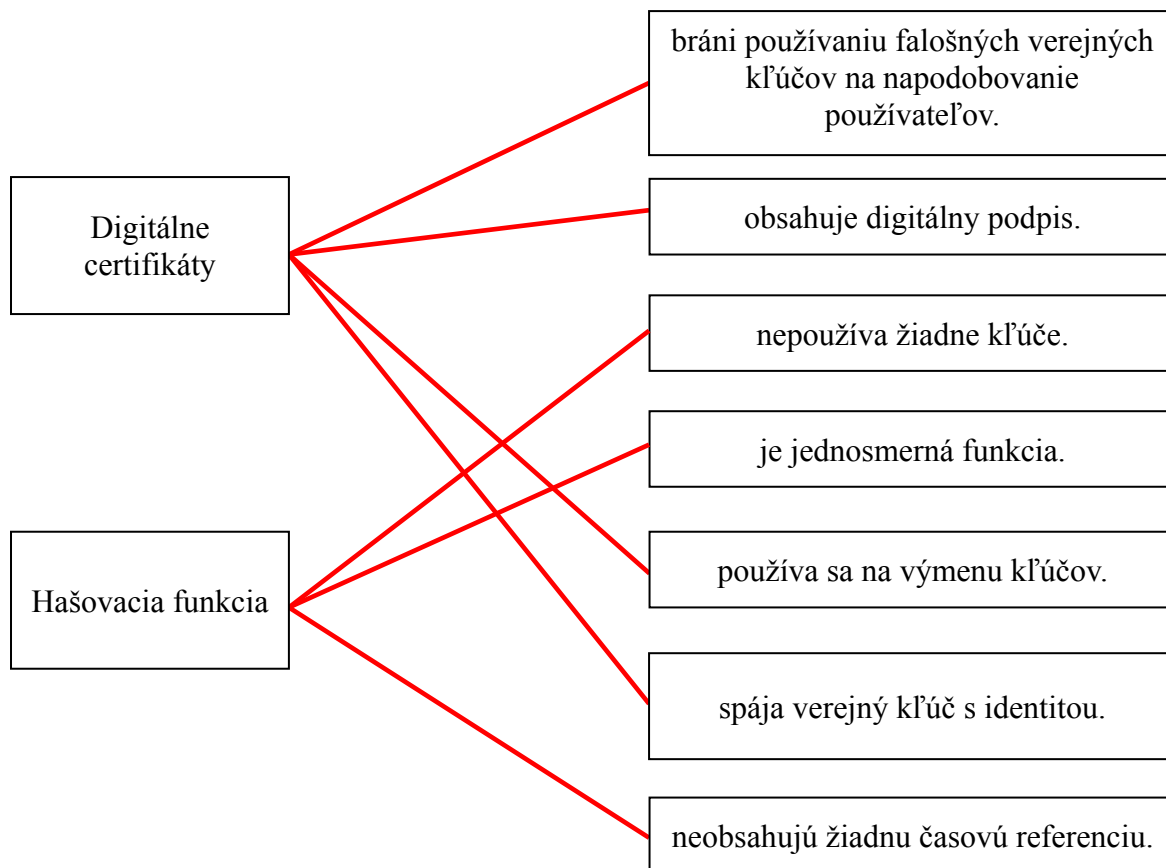 bráni používaniu falošných verejných
kľúčov na napodobovanie
používateľov.
Digitálne
certifikáty
obsahuje digitálny podpis.
nepoužíva žiadne kľúče.
je jednosmerná funkcia.
Hašovacia funkcia
používa sa na výmenu kľúčov.
spája verejný kľúč s identitou.
neobsahujú žiadnu časovú referenciu.